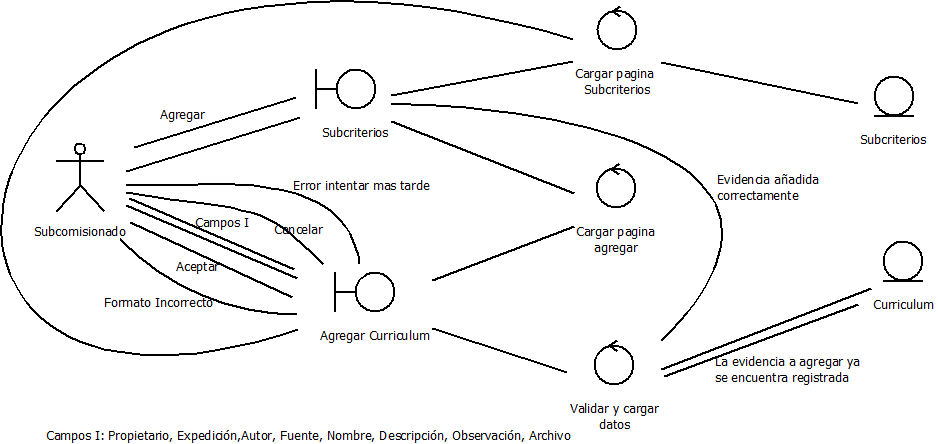 Cargar pagina
Subcriterios
Agregar
Subcriterios
Subcriterios
Error intentar mas tarde
Evidencia añadida
correctamente
Campos I
Cancelar
Subcomisionado
Cargar pagina
agregar
Aceptar
Formato Incorrecto
Curriculum
Agregar Curriculum
La evidencia a agregar ya
se encuentra registrada
Validar y cargar
datos
Campos I: Propietario, Expedición,Autor, Fuente, Nombre, Descripción, Observación, Archivo